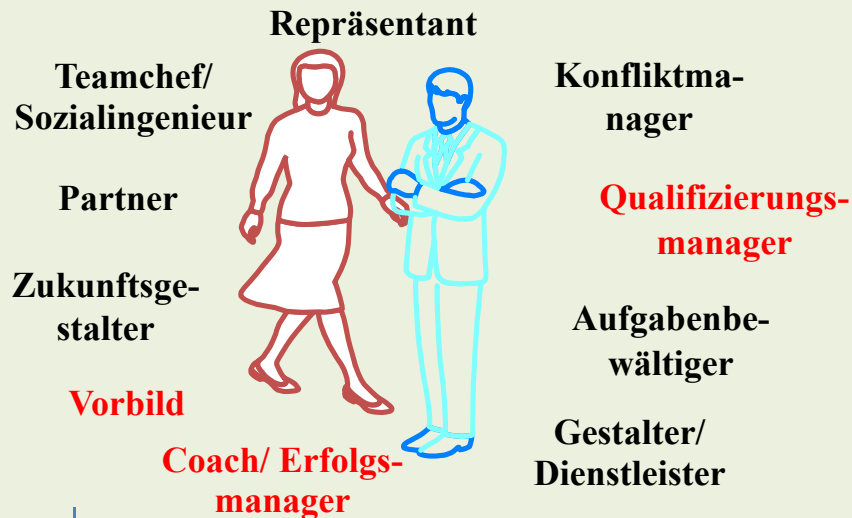 Repräsentant
Teamchef/
Sozialingenieur
Partner
Zukunftsge-
stalter
Vorbild
Coach/ Erfolgs-
manager
Konfliktma-
nager
Qualifizierungs-
manager
Aufgabenbe-
wältiger
Gestalter/
Dienstleister